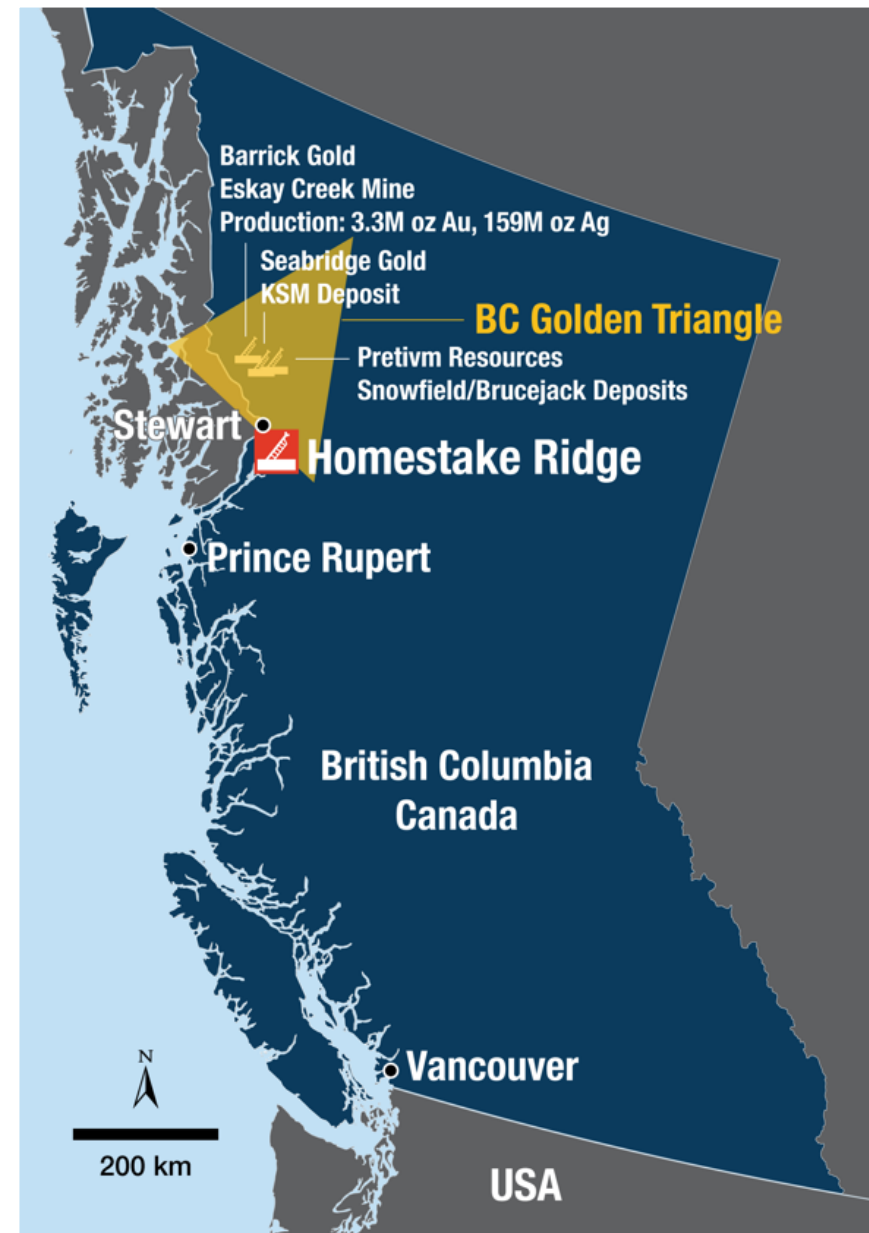 Barrick Gold
Eskay Creek Mine
Production: 3.3M oz Au, 159M oz Ag
Seabridge Gold
KSM Deposit
BC Golden Triangle
Pretivm Resources
Snowfield/Brucejack Deposits
Stewart
Homestake Ridge
Prince Rupert
British Columbia
Canada
Vancouver
N
200 km
USA